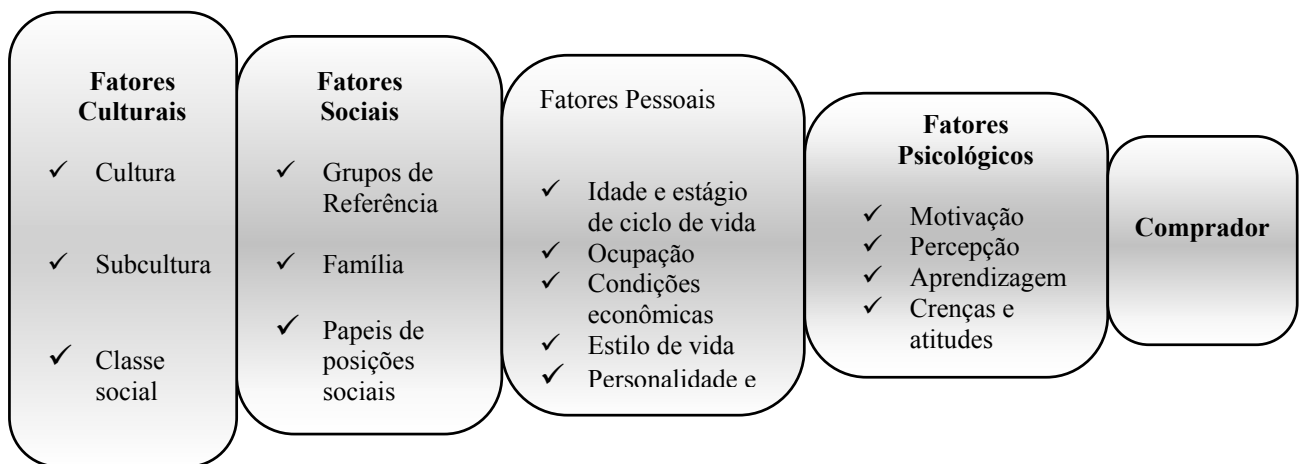 Fatores
Culturais
✓ Cultura
✓ Subcultura
✓ Classe
social
Fatores
Sociais
✓ Grupos de
Referência
✓ Família
✓ Papeis de
posições
sociais
Fatores Pessoais
✓ Idade e estágio
de ciclo de vida
✓ Ocupação
✓ Condições
econômicas
✓ Estilo de vida
✓ Personalidade e
Fatores
Psicológicos
✓ Motivação
✓ Percepção
✓ Aprendizagem
✓ Crenças e
atitudes
Comprador